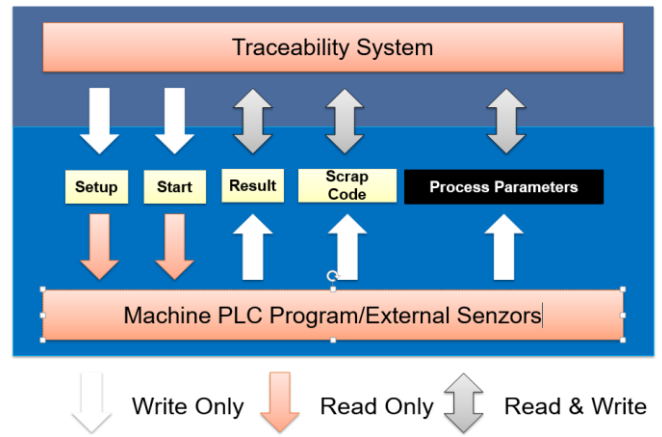 Traceability System
Setup
Start
Result
Scrap
Code
Process Parameters
Machine PLC Program/External Senzors
Write Only
Read Only
Read & Write